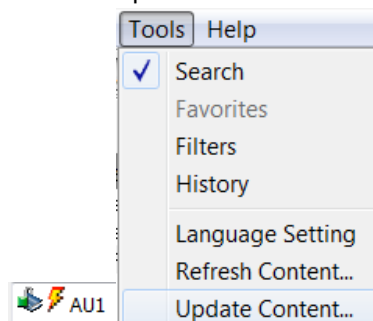 Tools Help
Search
Favorites
Filters
History
Language Setting
Refresh Content...
AU1 Update Content...